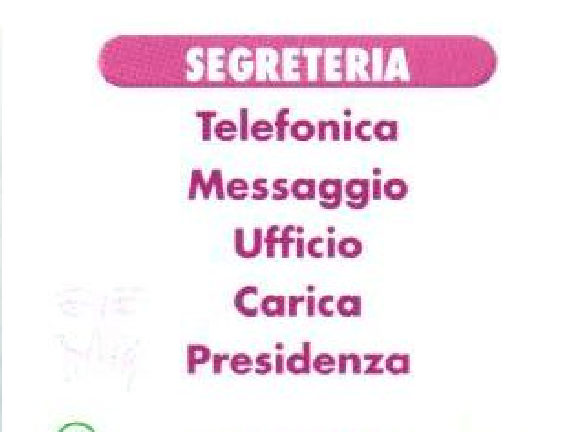 SEGRETERIA
Telefonica
Messaggio
Ufficio
Carica
Presidenza